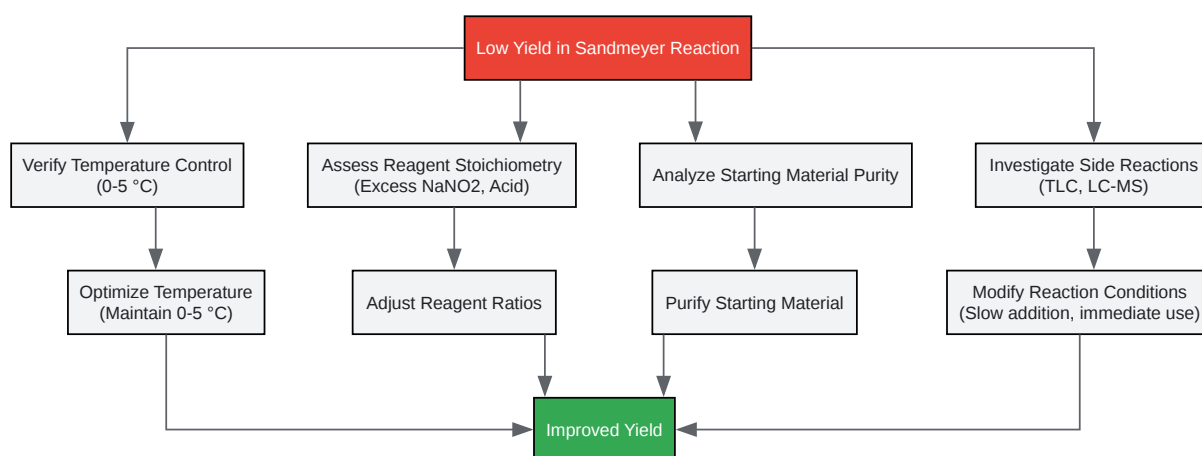 Low Yield in Sandmeyer Reaction
Verify Temperature Control
(0-5 °C)
Assess Reagent Stoichiometry
(Excess NaNO2, Acid)
Analyze Starting Material Purity
Investigate Side Reactions
(TLC, LC-MS)
Optimize Temperature
(Maintain 0-5 °C)
Adjust Reagent Ratios
Purify Starting Material
Modify Reaction Conditions
(Slow addition, immediate use)
Improved Yield